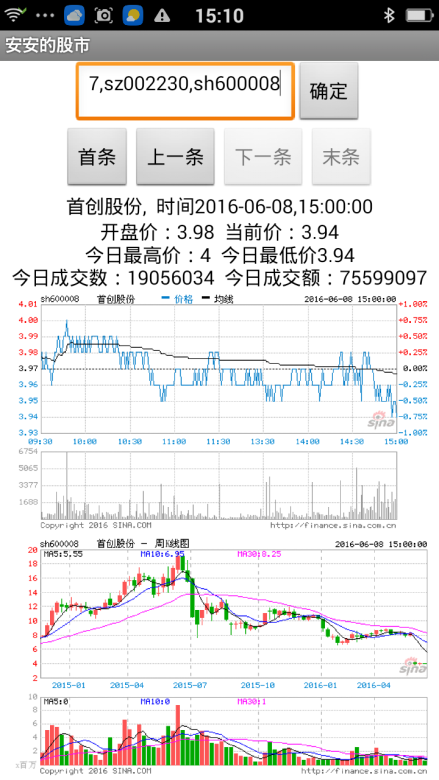 15:10
安安的股市
7,sz002230,sh600008
确定
首条
上一条
下一条
末条
首创股份, 时间2016-06-08,15:00:00
开盘价：3.98 当前价：3.94
今日最高价：4 今日最低价3.94
今日成交数：19056034 今日成交额：75599097
sh600008 首创股份 价格 均线 2016-06-08 15:00:00
4.01 +1.00%
4.00 +0.75%
3.99 +0.50%
3.98 +0.25%
3.97 0.00%
3.96 -0.25%
3.95 -0.50%
3.94 -0.75%
3.93 -1.00%
sina
09:30 10:00 10:30 11:00 11:30 13:30 14:00 14:30 15:00
6754
5065
3377
1688
Copyright 2016 SINA.COM http://finance.sina.com.cn
sh600008 首创股份 — 周K线图 2016-06-08 15:00:00
MA5:5.55 MA10:6.95 MA30:8.25
20
18
16
14
12
10
8
6
4
2
sina
2015-01 2015-04 2015-07 2015-10 2016-01 2016-04
MA5:0 MA10:0 MA30:1
10
8
6
4
2
x百万
Copyright 2016 SINA.COM http://finance.sina.com.cn